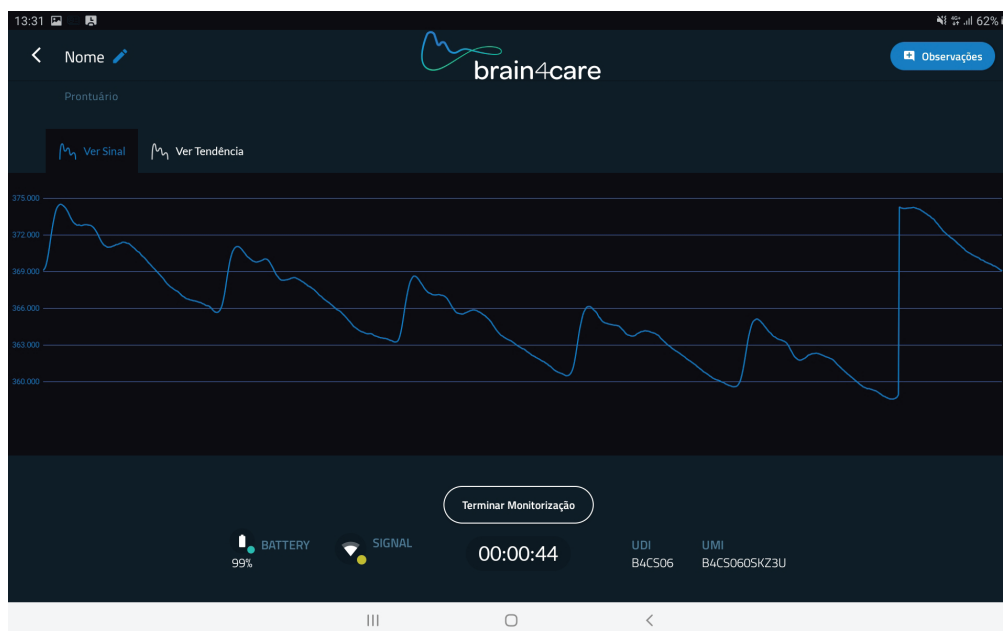 13:31 62%
Nome
brain4care
Observações
Prontuário
Ver Sinal Ver Tendência
375.000
372.000
369.000
366.000
363.000
360.000
Terminar Monitorização
BATTERY
99%
SIGNAL
00:00:44
UDI
B4CS06
UMI
B4CS060SKZ3U